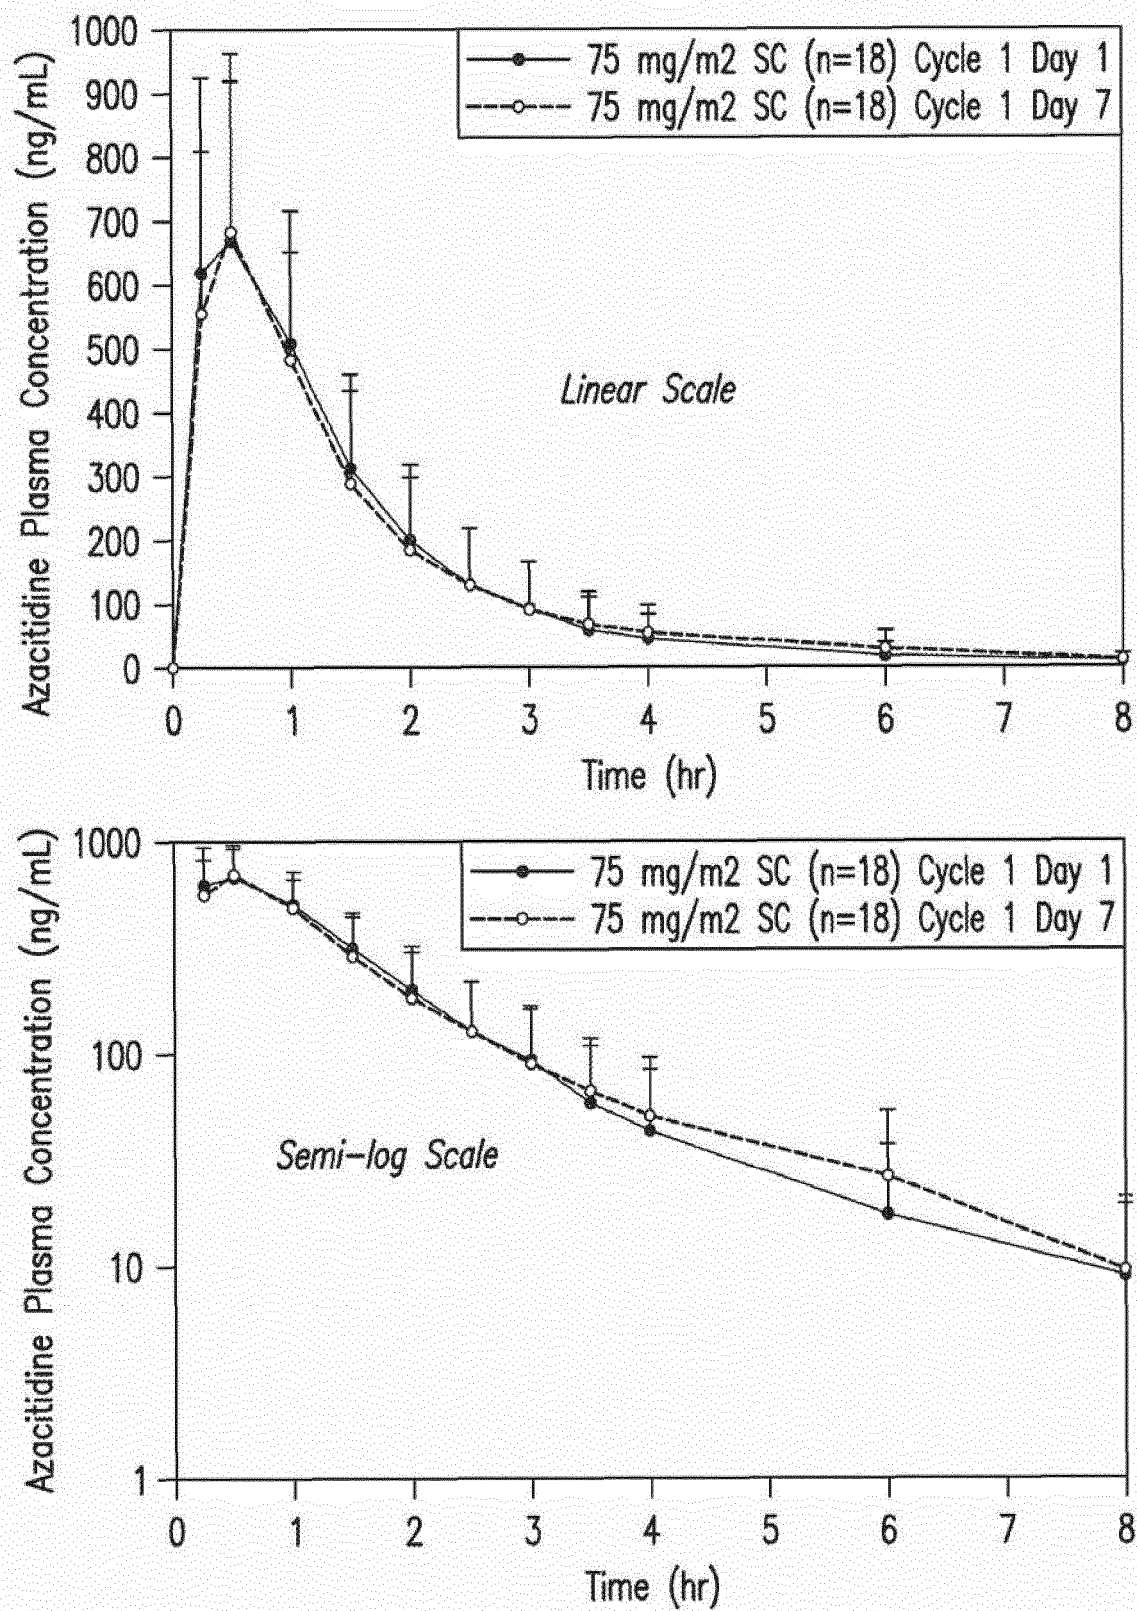 1000
900
800
700
600
500
400
300
200
100
0
Azacitidine Plasma Concentration (ng/mL)
75 mg/m2 SC (n=18) Cycle 1 Day 1
75 mg/m2 SC (n=18) Cycle 1 Day 7
Linear Scale
0 1 2 3 4 5 6 7 8
Time (hr)
1000
100
10
1
Azacitidine Plasma Concentration (ng/mL)
75 mg/m2 SC (n=18) Cycle 1 Day 1
75 mg/m2 SC (n=18) Cycle 1 Day 7
Semi-log Scale
0 1 2 3 4 5 6 7 8
Time (hr)